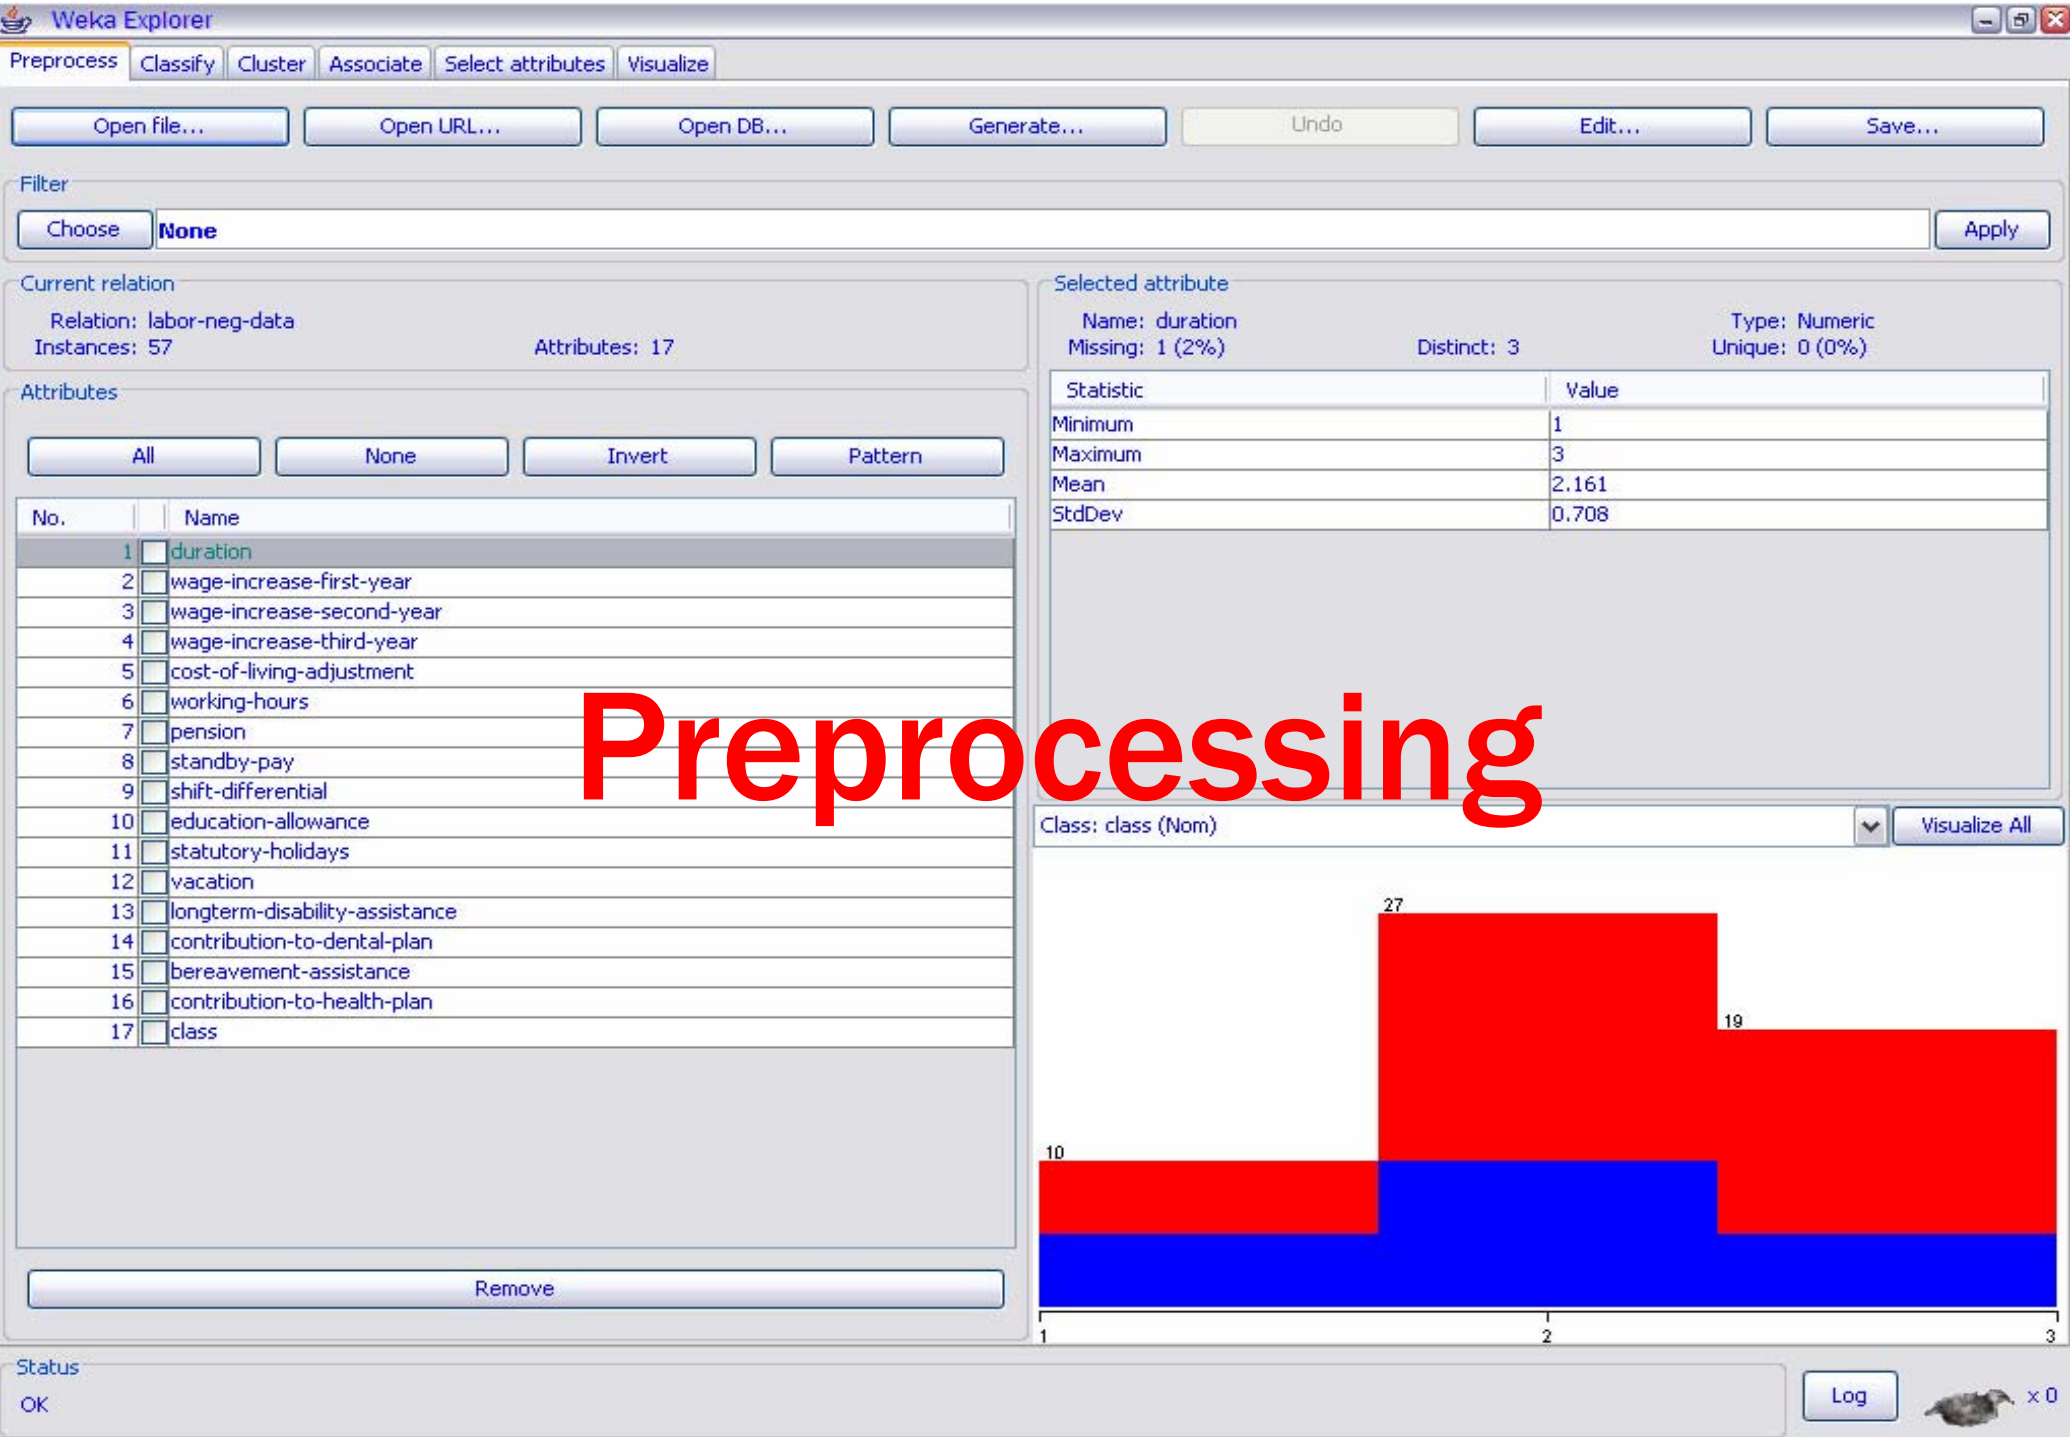 Weka Explorer
Preprocess Classify Cluster Associate Select attributes Visualize
Open file... Open URL... Open DB... Generate... Undo Edit... Save...
Filter
Choose None Apply
Current relation
Relation: labor-neg-data
Instances: 57 Attributes: 17
Attributes
All None Invert Pattern
No. Name
1 duration
2 wage-increase-first-year
3 wage-increase-second-year
4 wage-increase-third-year
5 cost-of-living-adjustment
6 working-hours
7 pension
8 standby-pay
9 shift-differential
10 education-allowance
11 statutory-holidays
12 vacation
13 longterm-disability-assistance
14 contribution-to-dental-plan
15 bereavement-assistance
16 contribution-to-health-plan
17 class
Remove
Selected attribute
Name: duration Type: Numeric
Missing: 1 (2%) Distinct: 3 Unique: 0 (0%)
Statistic Value
Minimum 1
Maximum 3
Mean 2.161
StdDev 0.708
Preprocessing
Class: class (Nom) Visualize All
27
19
10
1 2 3
Status
OK
Log x 0